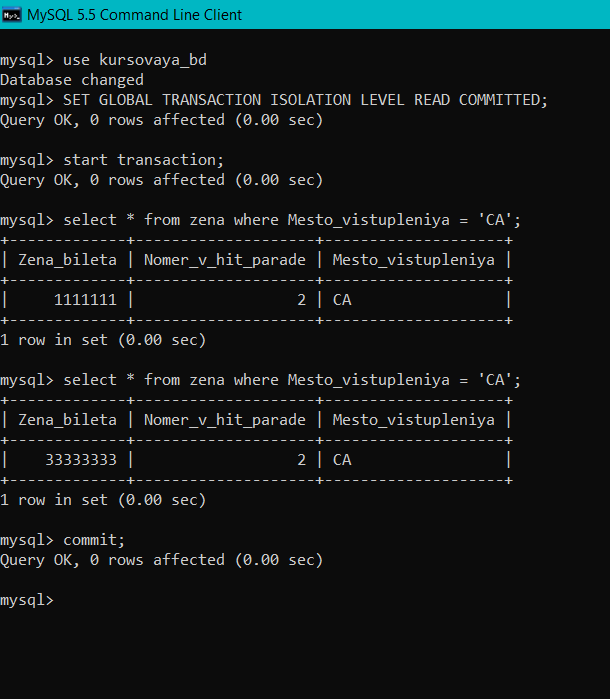 MySQL 5.5 Command Line Client
mysql> use kursovaya_bd
Database changed
mysql> SET GLOBAL TRANSACTION ISOLATION LEVEL READ COMMITTED;
Query OK, 0 rows affected (0.00 sec)
mysql> start transaction;
Query OK, 0 rows affected (0.00 sec)
mysql> select * from zena where Mesto_vistupleniya = 'CA';
+-------------+--------------------+--------------------+
| Zena_bileta | Nomer_v_hit_parade | Mesto_vistupleniya |
+-------------+--------------------+--------------------+
|     1111111 |                  2 | CA                 |
+-------------+--------------------+--------------------+
1 row in set (0.00 sec)
mysql> select * from zena where Mesto_vistupleniya = 'CA';
+-------------+--------------------+--------------------+
| Zena_bileta | Nomer_v_hit_parade | Mesto_vistupleniya |
+-------------+--------------------+--------------------+
|    33333333 |                  2 | CA                 |
+-------------+--------------------+--------------------+
1 row in set (0.00 sec)
mysql> commit;
Query OK, 0 rows affected (0.00 sec)
mysql>